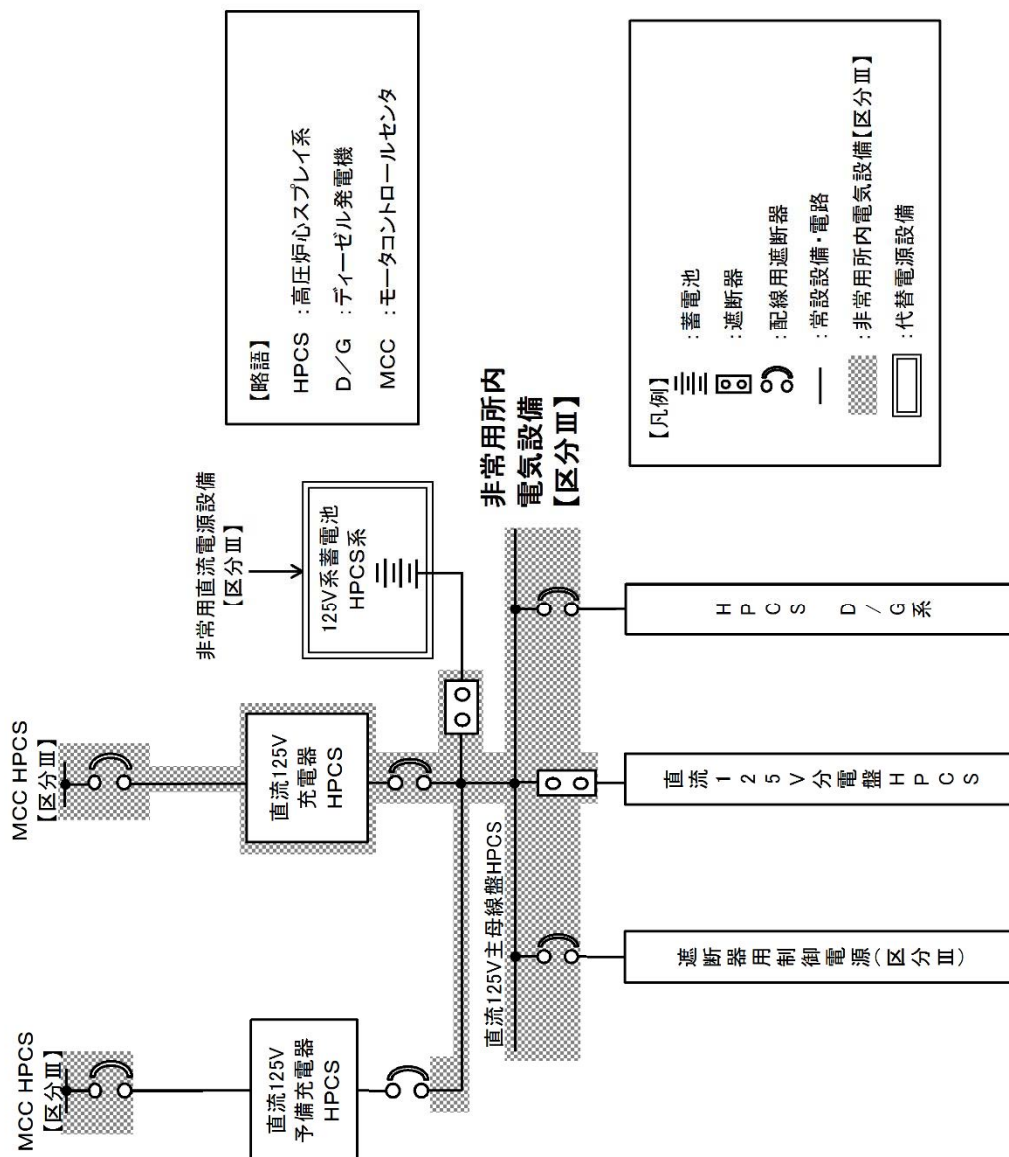 MCC HPCS
【区分Ⅲ】
直流125V
予備充電器
HPCS
MCC HPCS
【区分Ⅲ】
直流125V
充電器
HPCS
非常用直流電源設備
【区分Ⅲ】
125V系蓄電池
HPCS系
直流125V主母線盤HPCS
非常用所内
電気設備
【区分Ⅲ】
遮断器用制御電源(区分Ⅲ)
直流125V分電盤HPCS
HPCS D/G系
【略語】
HPCS :高圧炉心スプレイ系
D/G :ディーゼル発電機
MCC :モータコントロールセンタ
【凡例】
:蓄電池
:遮断器
:配線用遮断器
:常設設備・電路
:非常用所内電気設備【区分Ⅲ】
:代替電源設備